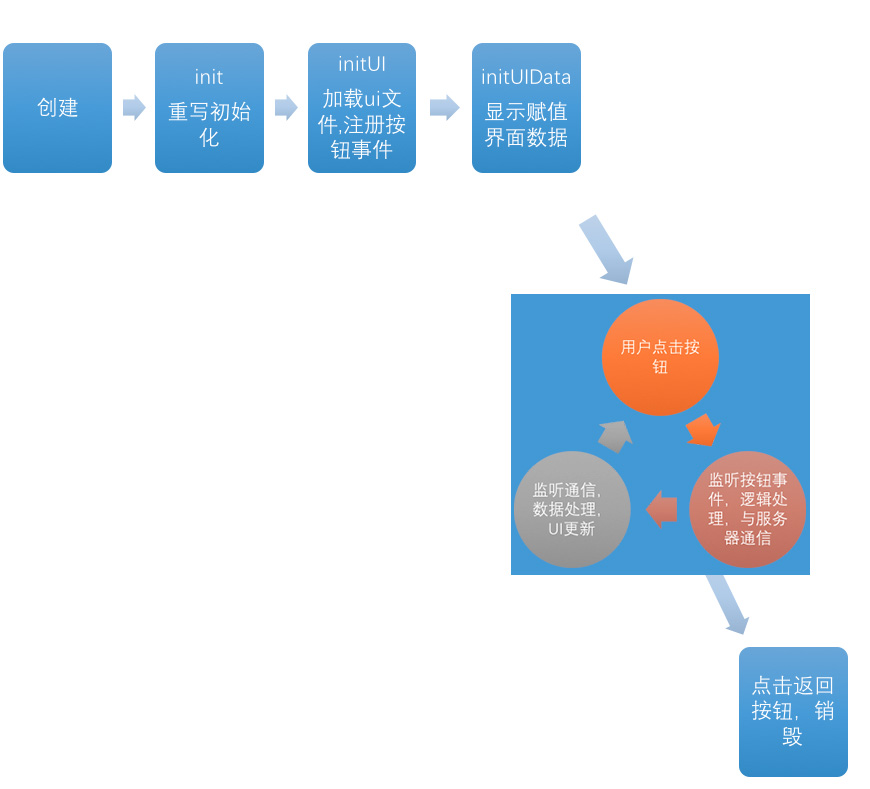 创建
init
重写初始
化
initUI
加载ui文
件,注册按
钮事件
initUIData
显示赋值
界面数据
用户点击按
钮
监听按钮事
件，逻辑处
理，与服务
器通信
监听通信，
数据处理，
UI更新
点击返回
按钮，销
毁